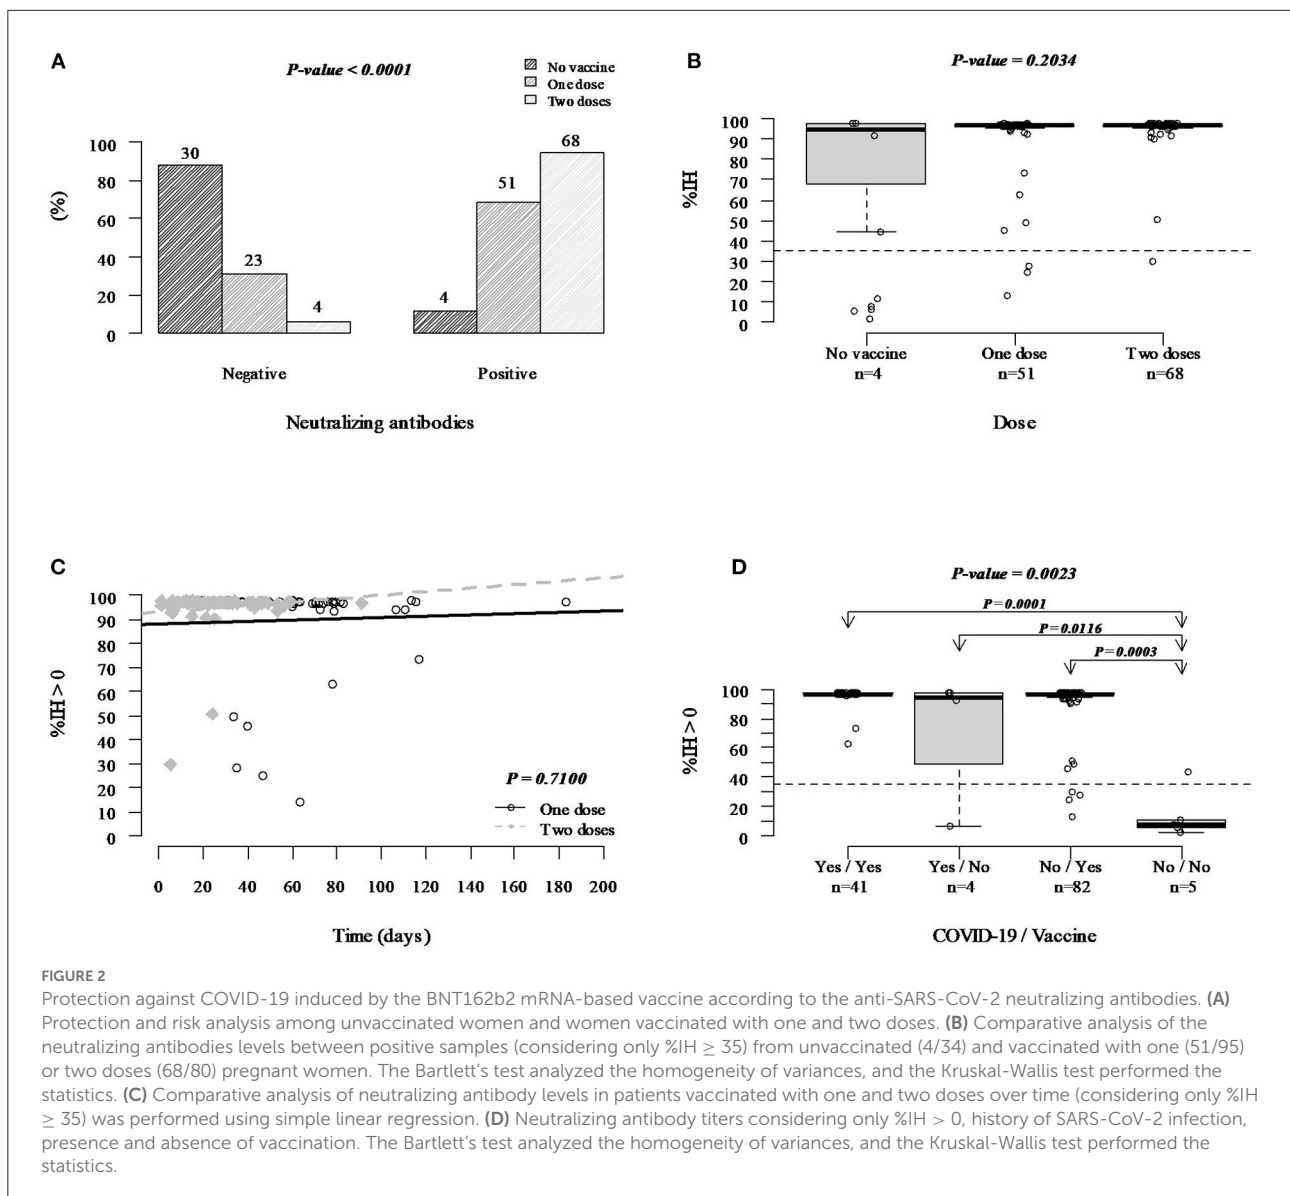 A
P-value < 0.0001
No vaccine
One dose
Two doses
(%)
100
80
60
40
20
0
30
23
4
4
51
68
Negative
Positive
Neutralizing antibodies
B
P-value = 0.2034
%IH
100
90
80
70
60
50
40
30
20
10
0
No vaccine
n=4
One dose
n=51
Two doses
n=68
Dose
C
%IH > 0
100
90
80
70
60
50
40
30
20
10
0
P = 0.7100
One dose
Two doses
0 20 40 60 80 100 120 140 160 180 200
Time (days)
D
P-value = 0.0023
P = 0.0001
P = 0.0116
P = 0.0003
%IH > 0
100
80
60
40
20
0
Yes / Yes
n=41
Yes / No
n=4
No / Yes
n=82
No / No
n=5
COVID-19 / Vaccine
FIGURE 2
Protection against COVID-19 induced by the BNT162b2 mRNA-based vaccine according to the anti-SARS-CoV-2 neutralizing antibodies. (A)
Protection and risk analysis among unvaccinated women and women vaccinated with one and two doses. (B) Comparative analysis of the
neutralizing antibodies levels between positive samples (considering only %IH ≥ 35) from unvaccinated (4/34) and vaccinated with one (51/95)
or two doses (68/80) pregnant women. The Bartlett's test analyzed the homogeneity of variances, and the Kruskal-Wallis test performed the
statistics. (C) Comparative analysis of neutralizing antibody levels in patients vaccinated with one and two doses over time (considering only %IH
≥ 35) was performed using simple linear regression. (D) Neutralizing antibody titers considering only %IH > 0, history of SARS-CoV-2 infection,
presence and absence of vaccination. The Bartlett's test analyzed the homogeneity of variances, and the Kruskal-Wallis test performed the
statistics.